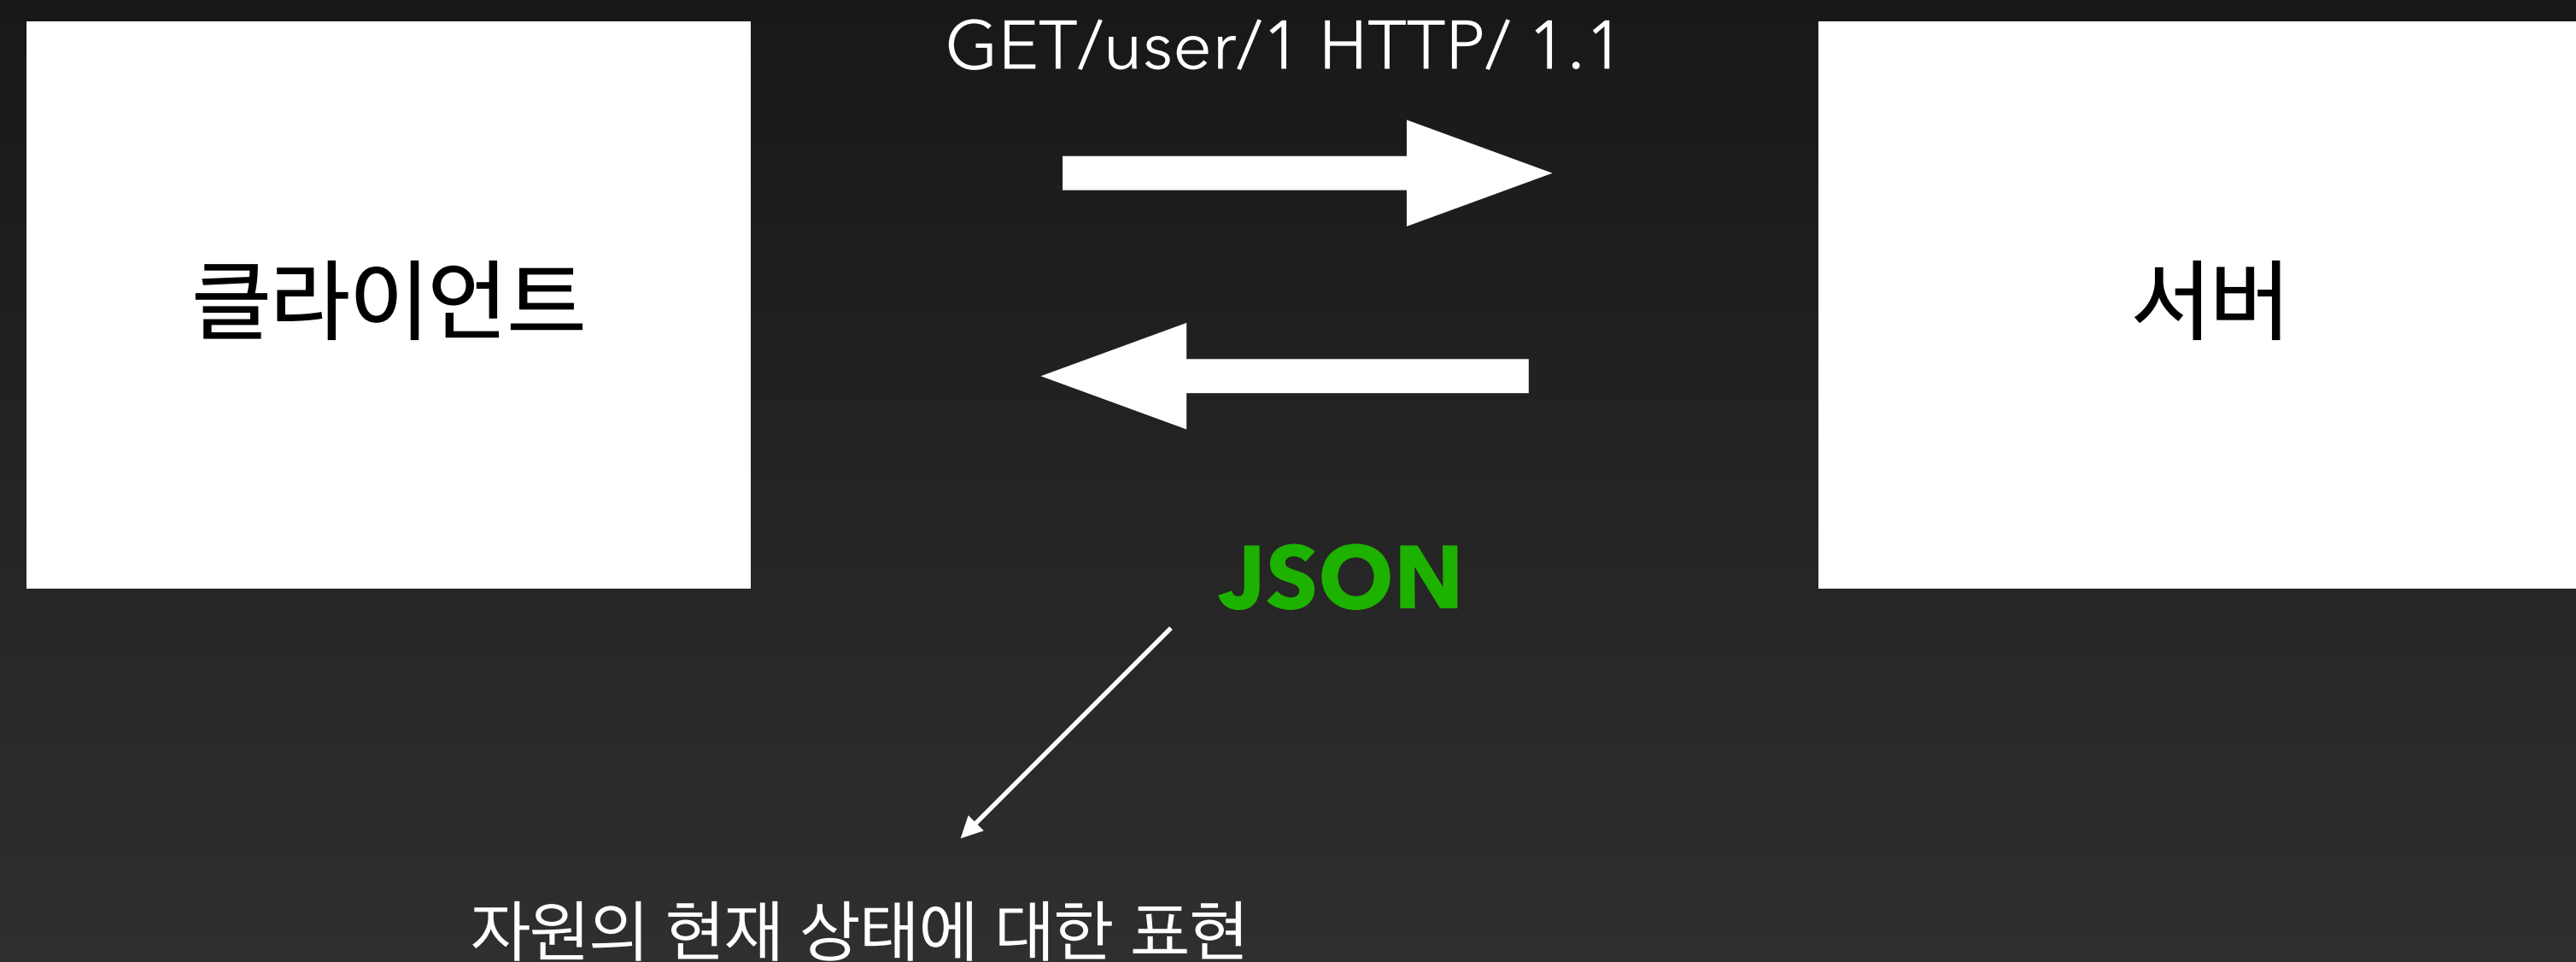 GET/user/1 HTTP/ 1.1
클라이언트
서버
JSON
자원의 현재 상태에 대한 표현